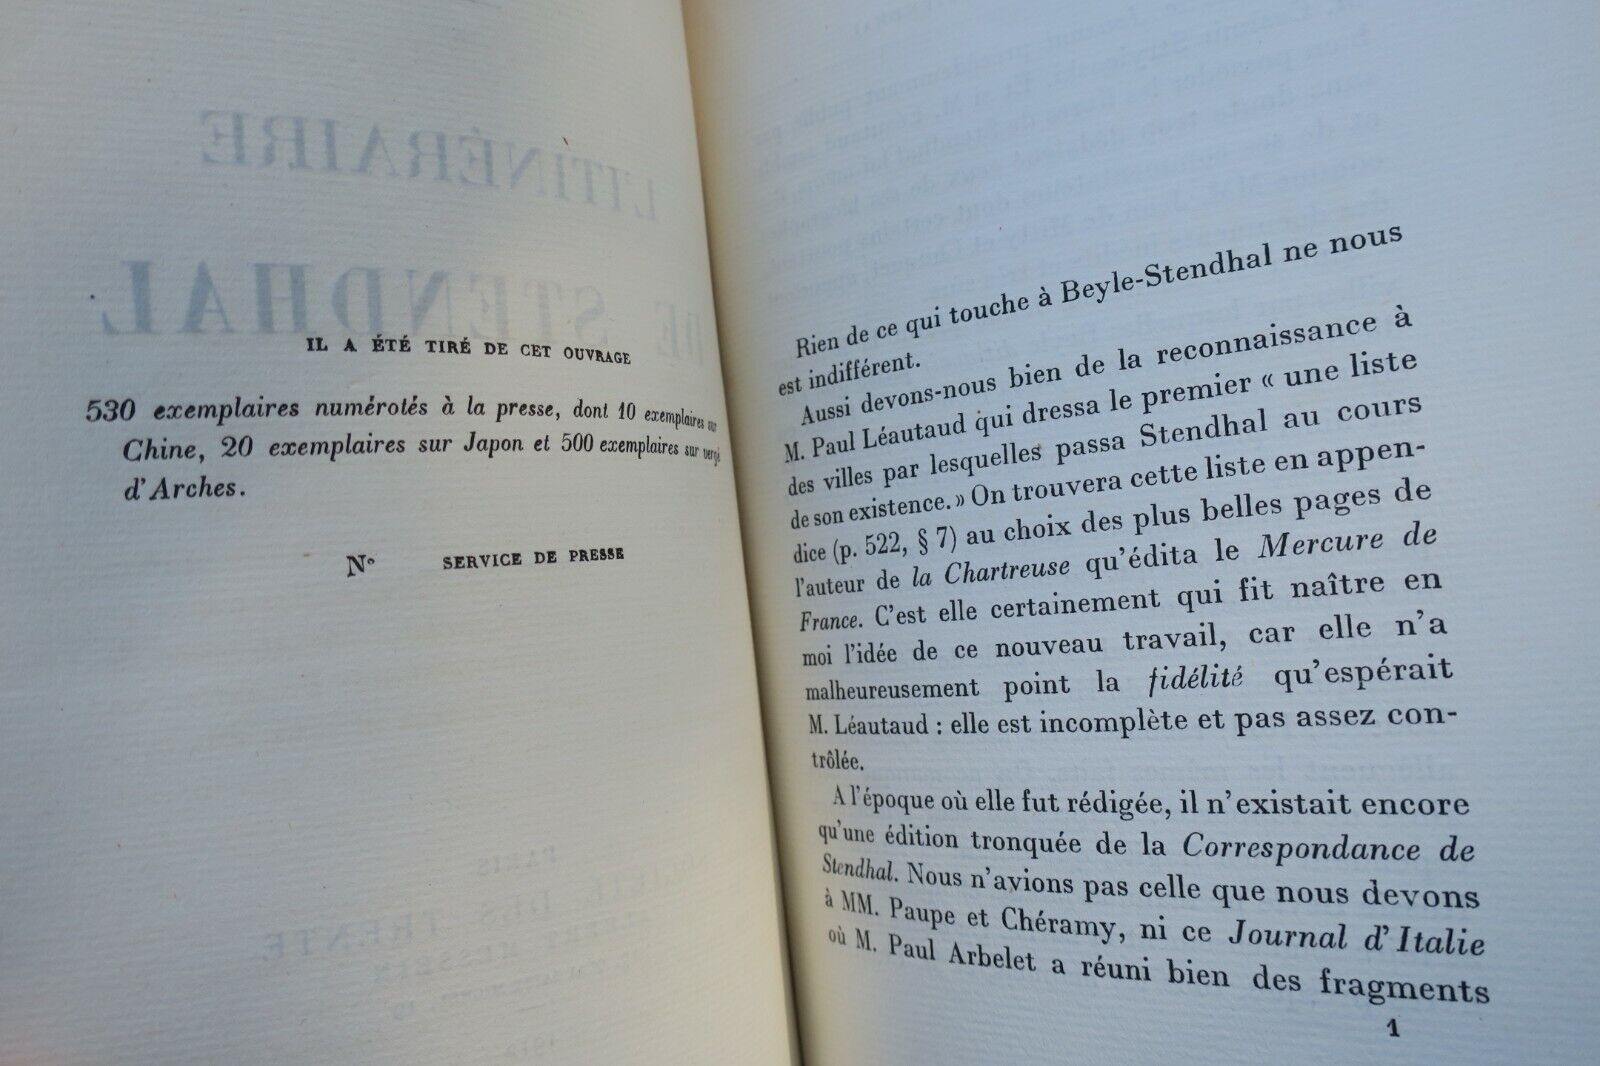 L'ITINÉRAIRE
DE STENDHAL
IL A ÉTÉ TIRÉ DE CET OUVRAGE
530 exemplaires numérotés à la presse, dont 10 exemplaires sur
Chine, 20 exemplaires sur Japon et 500 exemplaires sur vergé
d'Arches.
N° SERVICE DE PRESSE
PARIS
DES TRENTE
Rien de ce qui touche à Beyle-Stendhal ne nous
est indifférent.
Aussi devons-nous bien de la reconnaissance à
M. Paul Léautaud qui dressa le premier « une liste
des villes par lesquelles passa Stendhal au cours
de son existence. » On trouvera cette liste en appen-
dice (p. 522, § 7) au choix des plus belles pages de
l'auteur de la Chartreuse qu'édita le Mercure de
France. C'est elle certainement qui fit naître en
moi l'idée de ce nouveau travail, car elle n'a
malheureusement point la fidélité qu'espérait
M. Léautaud : elle est incomplète et pas assez con-
trôlée.
A l'époque où elle fut rédigée, il n'existait encore
qu'une édition tronquée de la Correspondance de
Stendhal. Nous n'avions pas celle que nous devons
à MM. Paupe et Chéramy, ni ce Journal d'Italie
où M. Paul Arbelet a réuni bien des fragments
1